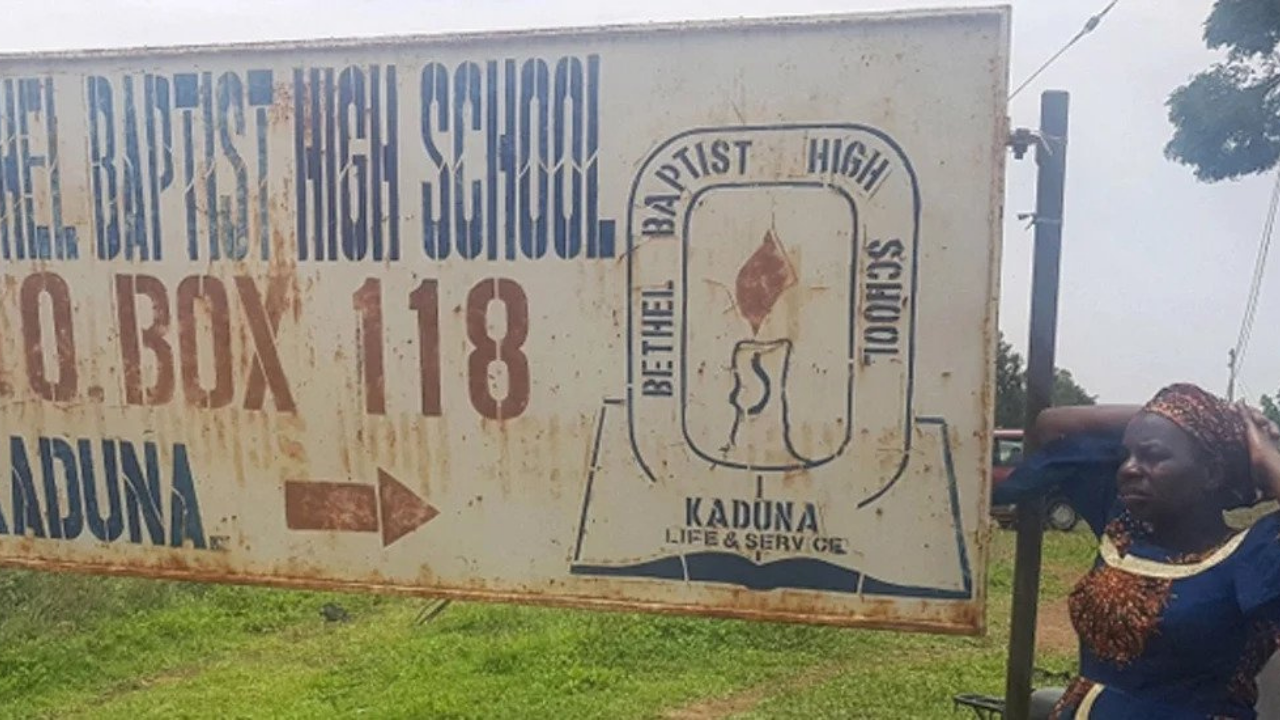 HEL BAPTIST HIGH SCHOOL
.O.BOX 118
KADUNA
BETHEL BAPTIST HIGH SCHOOL
KADUNA
LIFE & SERVICE